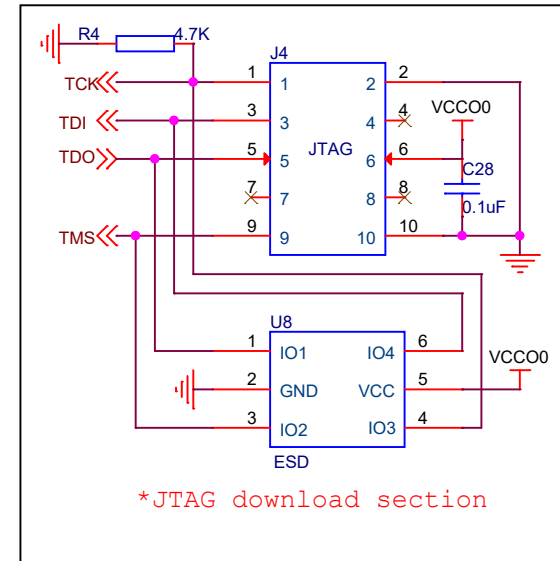 R4 4.7K
J4
TCK 1 1 2 2
TDI 3 3 4 4 VCCO0
TDO 5 5 JTAG 6 6
7 7 8 8 C28
0.1uF
TMS 9 9 10 10
U8
1 IO1 IO4 6
2 GND VCC 5 VCCO0
3 IO2 IO3 4
ESD
*JTAG download section